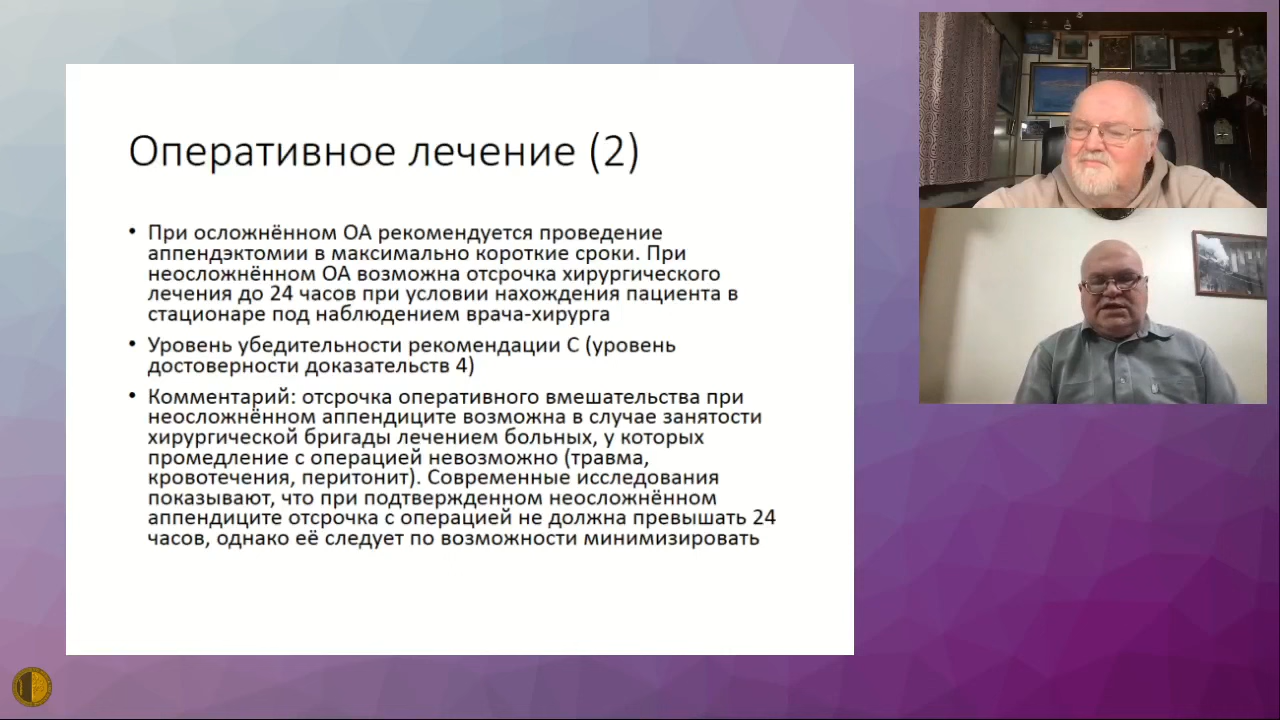 Оперативное лечение (2)
• При осложнённом ОА рекомендуется проведение
аппендэктомии в максимально короткие сроки. При
неосложнённом ОА возможна отсрочка хирургического
лечения до 24 часов при условии нахождения пациента в
стационаре под наблюдением врача-хирурга
• Уровень убедительности рекомендации С (уровень
достоверности доказательств 4)
• Комментарий: отсрочка оперативного вмешательства при
неосложнённом аппендиците возможна в случае занятости
хирургической бригады лечением больных, у которых
промедление с операцией невозможно (травма,
кровотечения, перитонит). Современные исследования
показывают, что при подтвержденном неосложнённом
аппендиците отсрочка с операцией не должна превышать 24
часов, однако её следует по возможности минимизировать